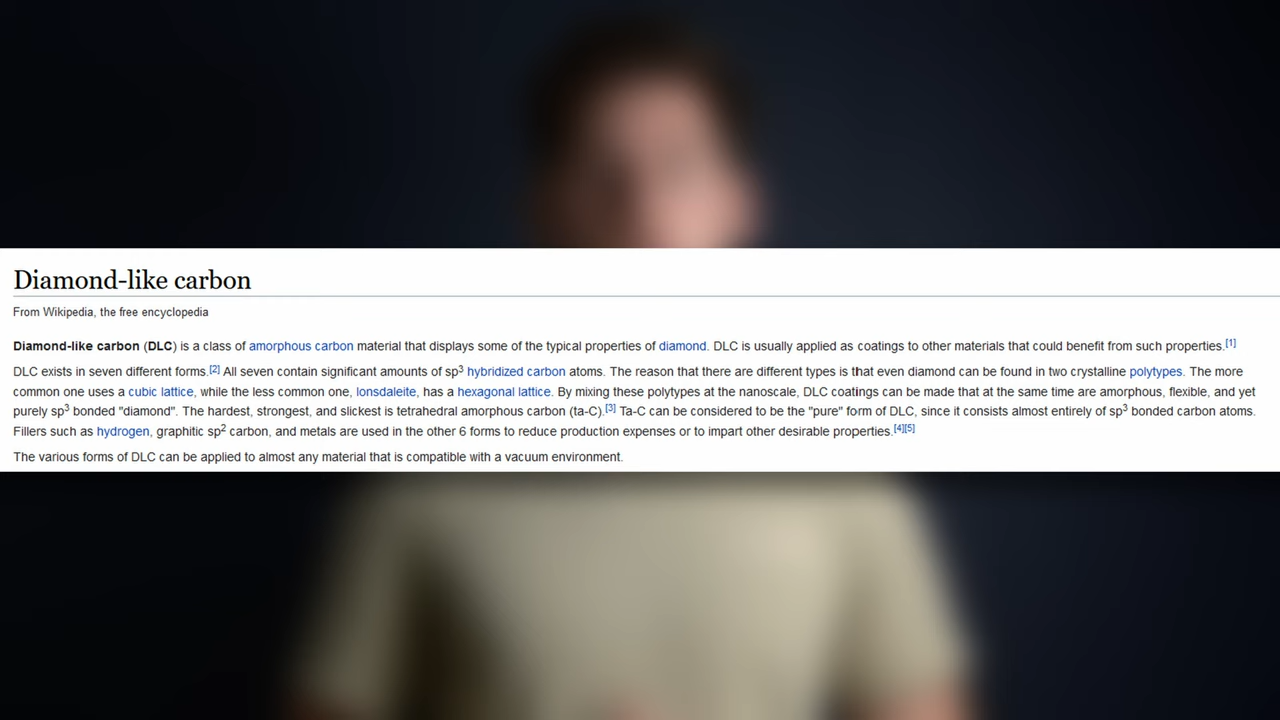 Diamond-like carbon
From Wikipedia, the free encyclopedia
Diamond-like carbon (DLC) is a class of amorphous carbon material that displays some of the typical properties of diamond. DLC is usually applied as coatings to other materials that could benefit from such properties.[1]
DLC exists in seven different forms.[2] All seven contain significant amounts of sp3 hybridized carbon atoms. The reason that there are different types is that even diamond can be found in two crystalline polytypes. The more
common one uses a cubic lattice, while the less common one, lonsdaleite, has a hexagonal lattice. By mixing these polytypes at the nanoscale, DLC coatings can be made that at the same time are amorphous, flexible, and yet
purely sp3 bonded "diamond". The hardest, strongest, and slickest is tetrahedral amorphous carbon (ta-C).[3] Ta-C can be considered to be the "pure" form of DLC, since it consists almost entirely of sp3 bonded carbon atoms.
Fillers such as hydrogen, graphitic sp2 carbon, and metals are used in the other 6 forms to reduce production expenses or to impart other desirable properties.[4][5]
The various forms of DLC can be applied to almost any material that is compatible with a vacuum environment.